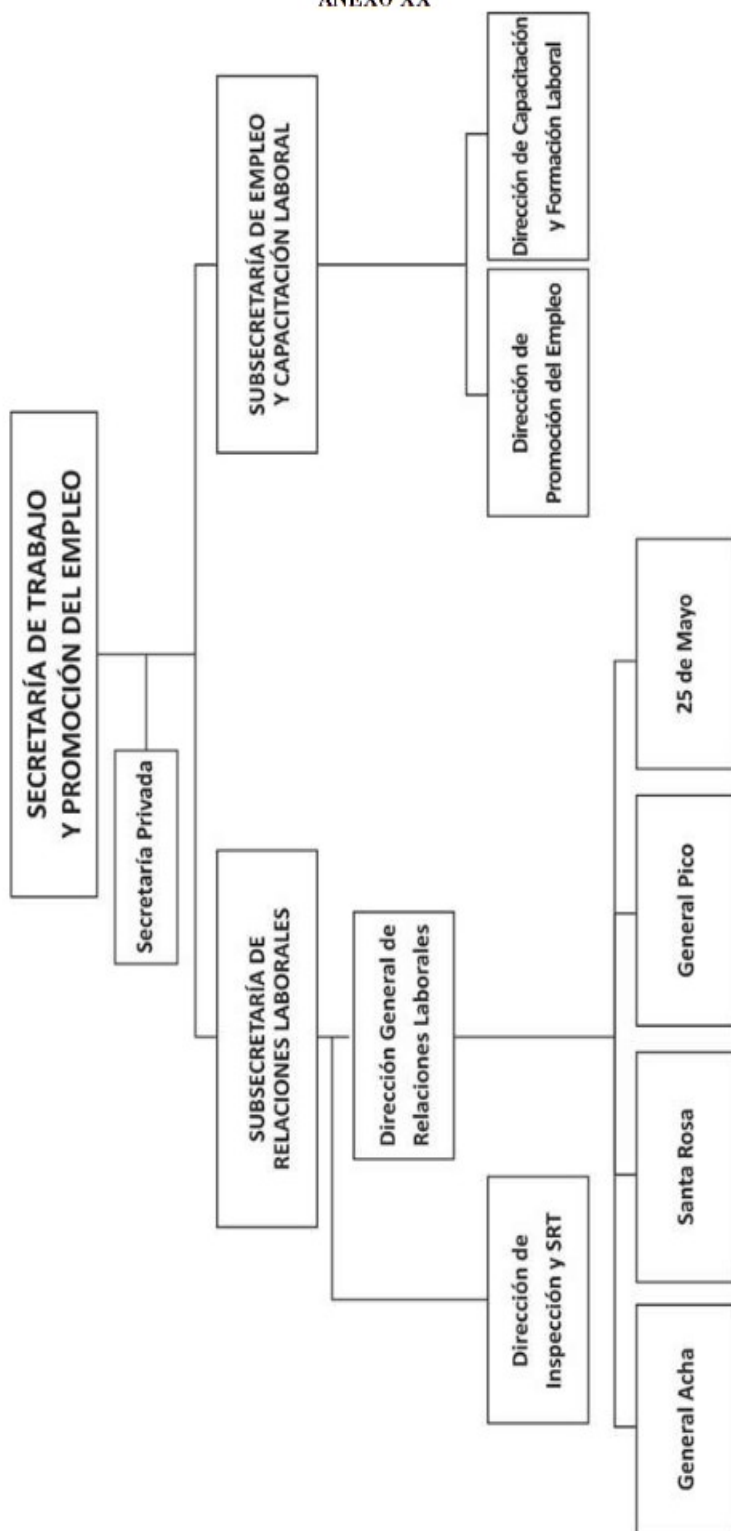 ANEXO XX
SECRETARÍA DE TRABAJO
Y PROMOCIÓN DEL EMPLEO
Secretaría Privada
SUBSECRETARÍA DE
RELACIONES LABORALES
SUBSECRETARÍA DE EMPLEO
Y CAPACITACIÓN LABORAL
Dirección General de
Relaciones Laborales
Dirección de
Inspección y SRT
Dirección de
Promoción del Empleo
Dirección de Capacitación
y Formación Laboral
General Acha
Santa Rosa
General Pico
25 de Mayo